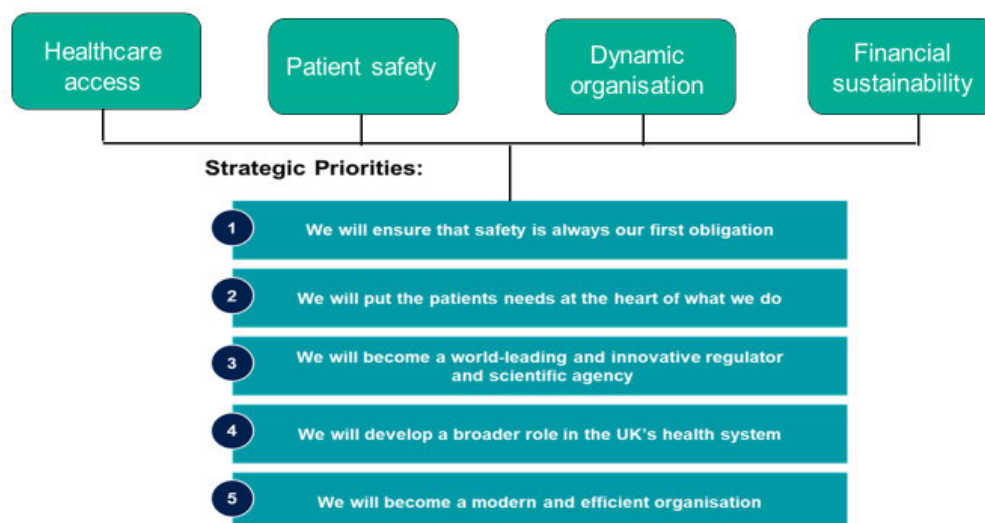 Healthcare
access
Patient safety
Dynamic
organisation
Financial
sustainability
Strategic Priorities:
1
We will ensure that safety is always our first obligation
2
We will put the patients needs at the heart of what we do
3
We will become a world-leading and innovative regulator
and scientific agency
4
We will develop a broader role in the UK's health system
5
We will become a modern and efficient organisation